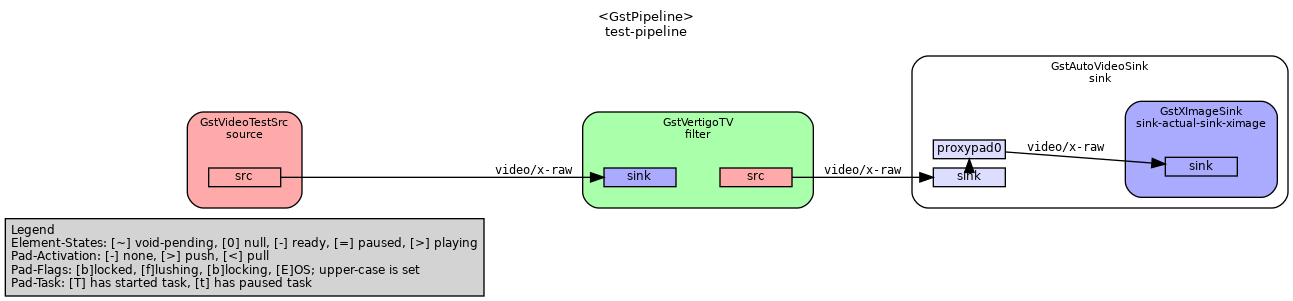 <GstPipeline>
test-pipeline
GstVideoTestSrc
source
src
video/x-raw
GstVertigoTV
filter
sink
src
video/x-raw
GstAutoVideoSink
sink
proxypad0
sink
video/x-raw
GstXImageSink
sink-actual-sink-ximage
sink
Legend
Element-States: [~] void-pending, [0] null, [-] ready, [=] paused, [>] playing
Pad-Activation: [-] none, [>] push, [<] pull
Pad-Flags: [b]locked, [f]lushing, [b]locking, [E]OS; upper-case is set
Pad-Task: [T] has started task, [t] has paused task